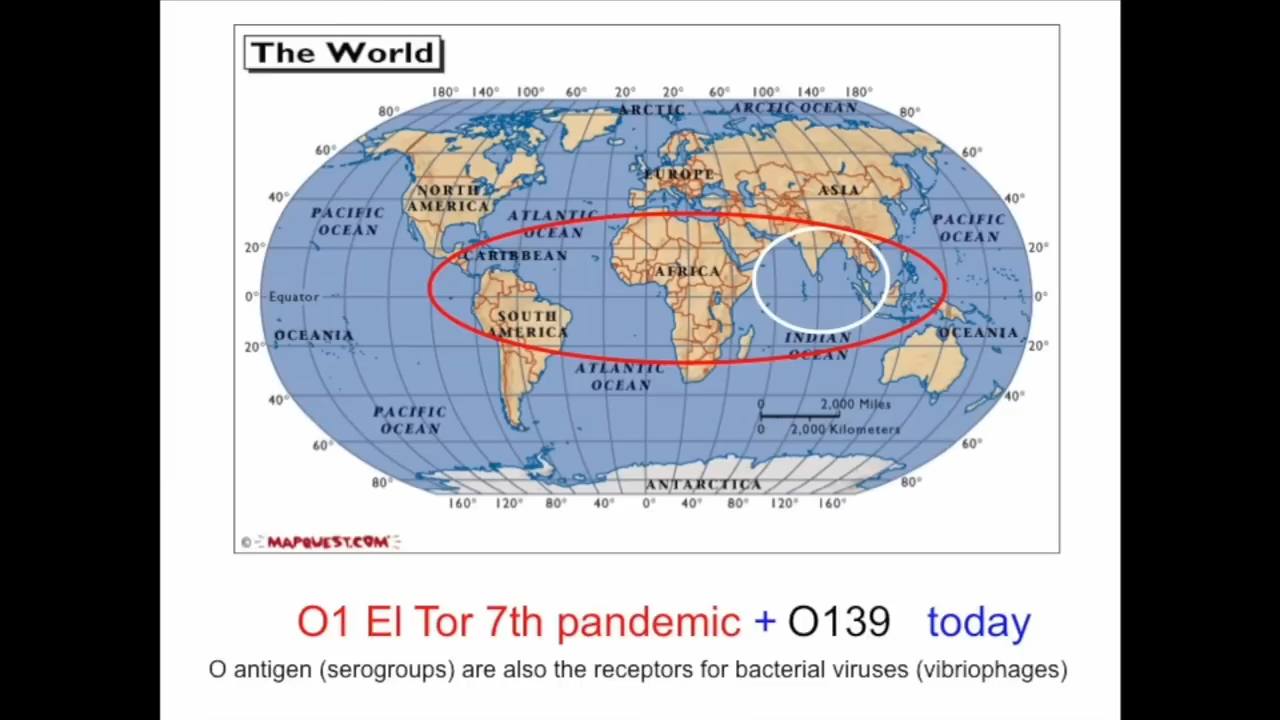 The World
180° 140° 100° 60° 20° 20° 60° 100° 140° 180°
80° ARCTIC ARCTIC OCEAN 80°
60° 60°
EUROPE
NORTH AMERICA
ASIA
40° 40°
PACIFIC OCEAN
ATLANTIC OCEAN
PACIFIC OCEAN
20° 20°
CARIBBEAN
AFRICA
0° Equator 0°
SOUTH AMERICA
OCEANIA
INDIAN OCEAN
OCEANIA
20° 20°
ATLANTIC OCEAN
40° 40°
PACIFIC OCEAN
0 2,000 Miles
0 2,000 Kilometers
60° 60°
80° ANTARCTICA 80°
160° 120° 80° 40° 0° 40° 80° 120° 160°
© MAPQUEST.COM
O1 El Tor 7th pandemic + O139 today
O antigen (serogroups) are also the receptors for bacterial viruses (vibriophages)